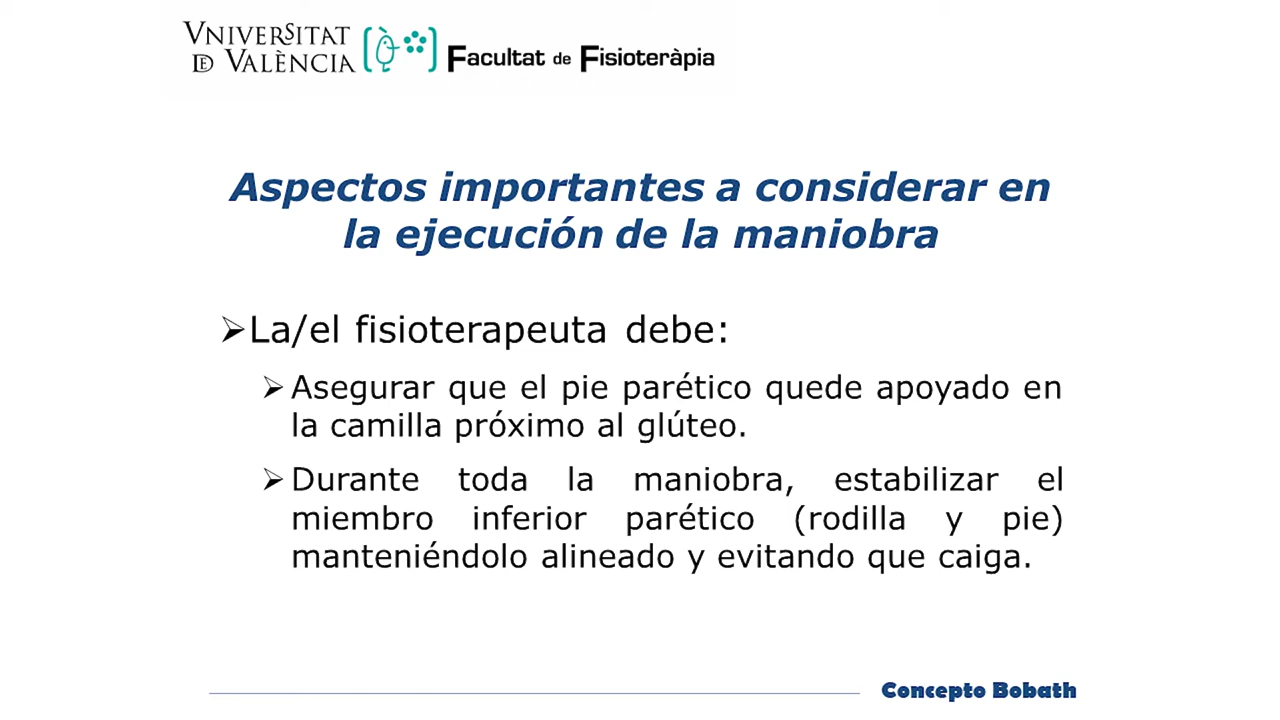 VNIVERSITAT
DE VALÈNCIA
Facultat de Fisioteràpia
Aspectos importantes a considerar en
la ejecución de la maniobra
La/el fisioterapeuta debe:
Asegurar que el pie parético quede apoyado en
la camilla próximo al glúteo.
Durante toda la maniobra, estabilizar el
miembro inferior parético (rodilla y pie)
manteniéndolo alineado y evitando que caiga.
Concepto Bobath